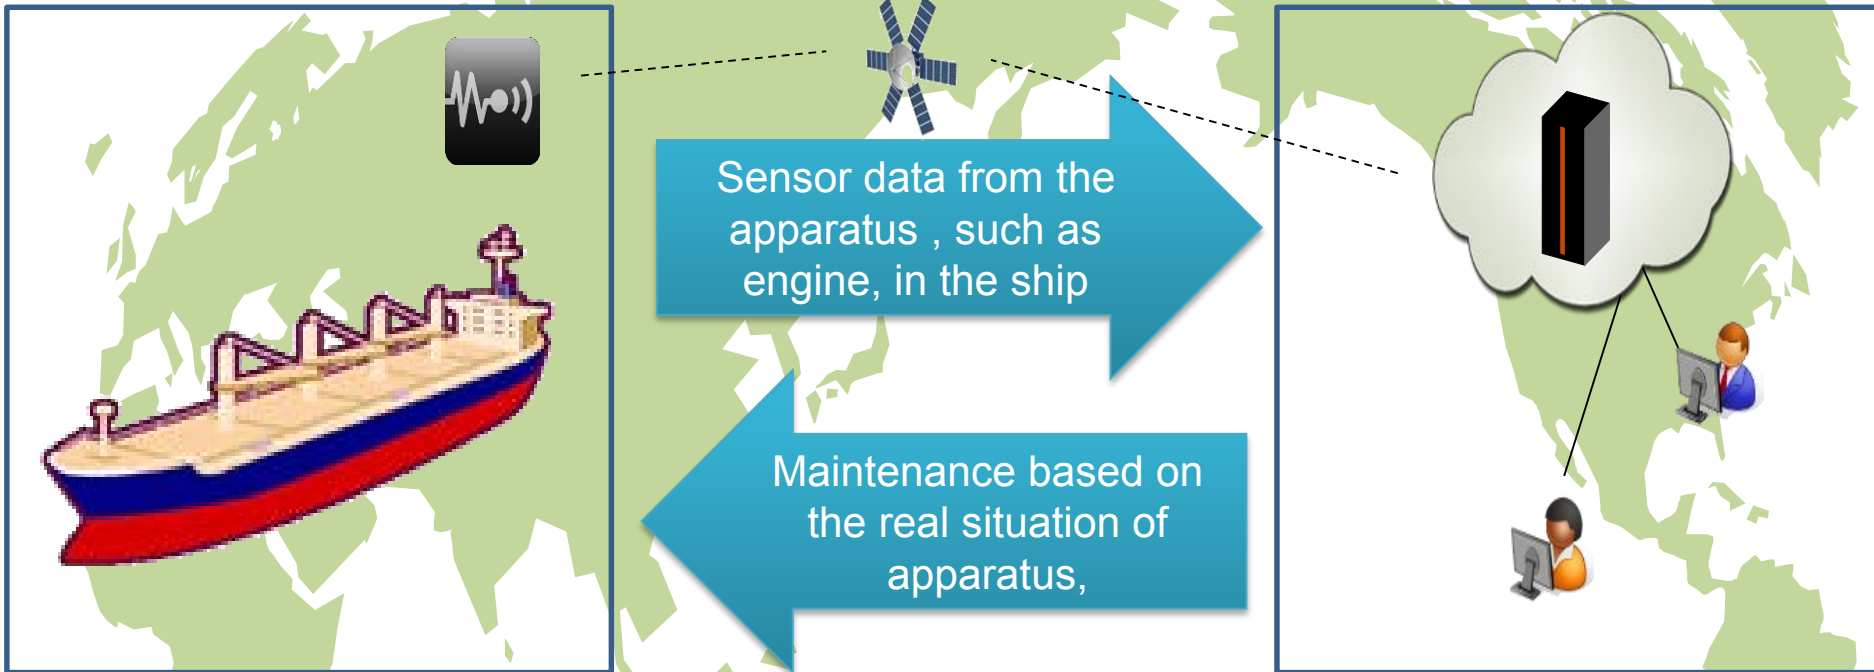 Sensor data from the
apparatus , such as
engine, in the ship
Maintenance based on
the real situation of
apparatus,